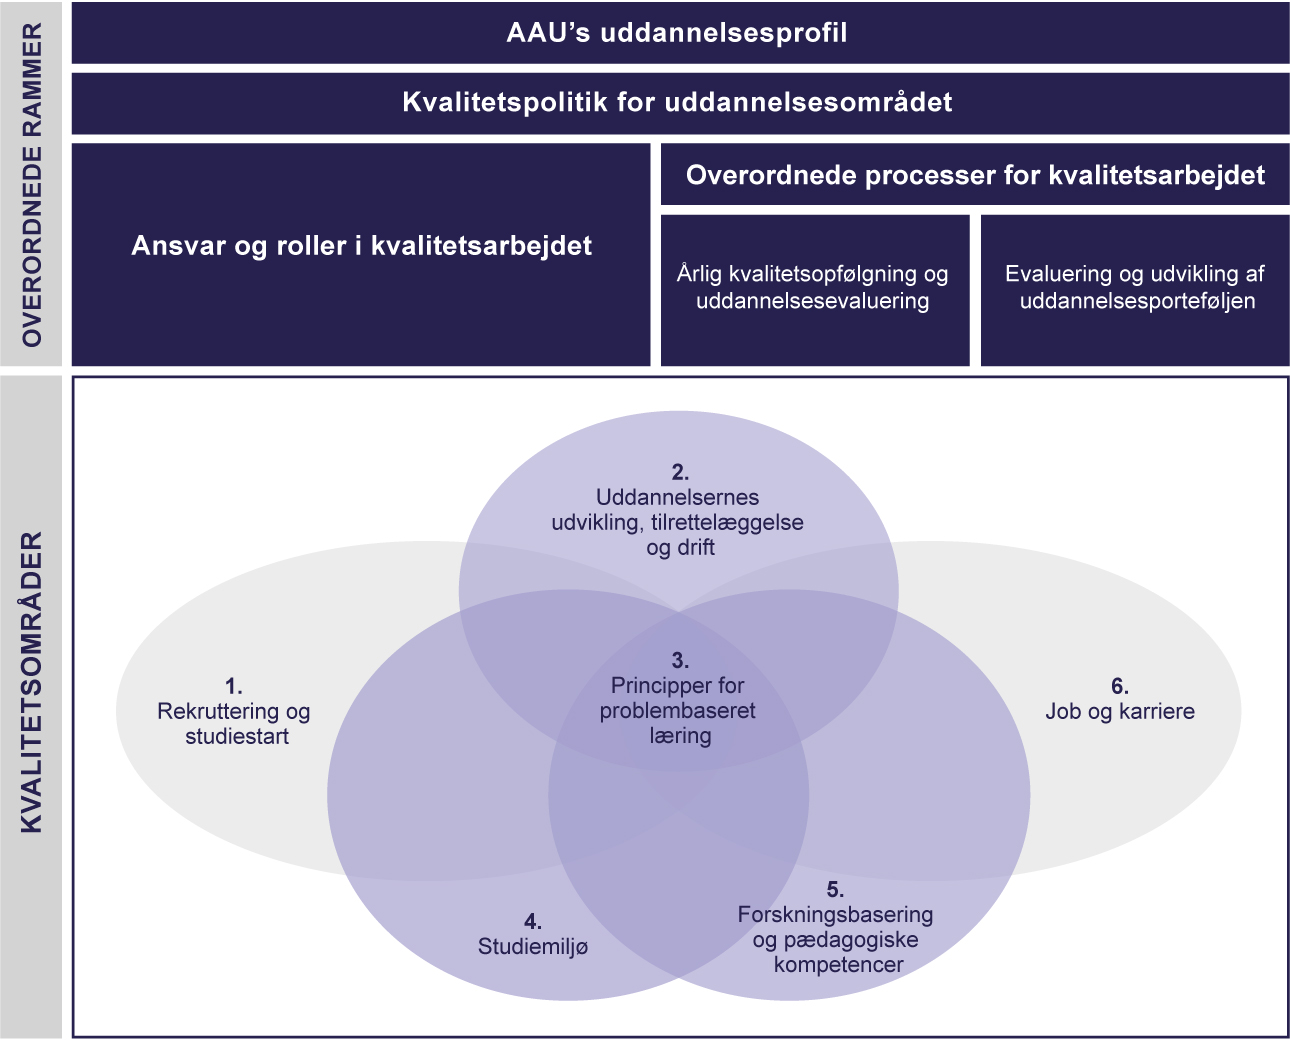 OVERORDNEDE RAMMER
AAU's uddannelsesprofil
Kvalitetspolitik for uddannelsesområdet
Ansvar og roller i kvalitetsarbejdet
Overordnede processer for kvalitetsarbejdet
Årlig kvalitetsopfølgning og
uddannelsesevaluering
Evaluering og udvikling af
uddannelsesporteføljen
KVALITETSOMRÅDER
1.
Rekruttering og
studiestart
2.
Uddannelsernes
udvikling, tilrettelæggelse
og drift
3.
Principper for
problembaseret
læring
4.
Studiemiljø
5.
Forskningsbasering
og pædagogiske
kompetencer
6.
Job og karriere